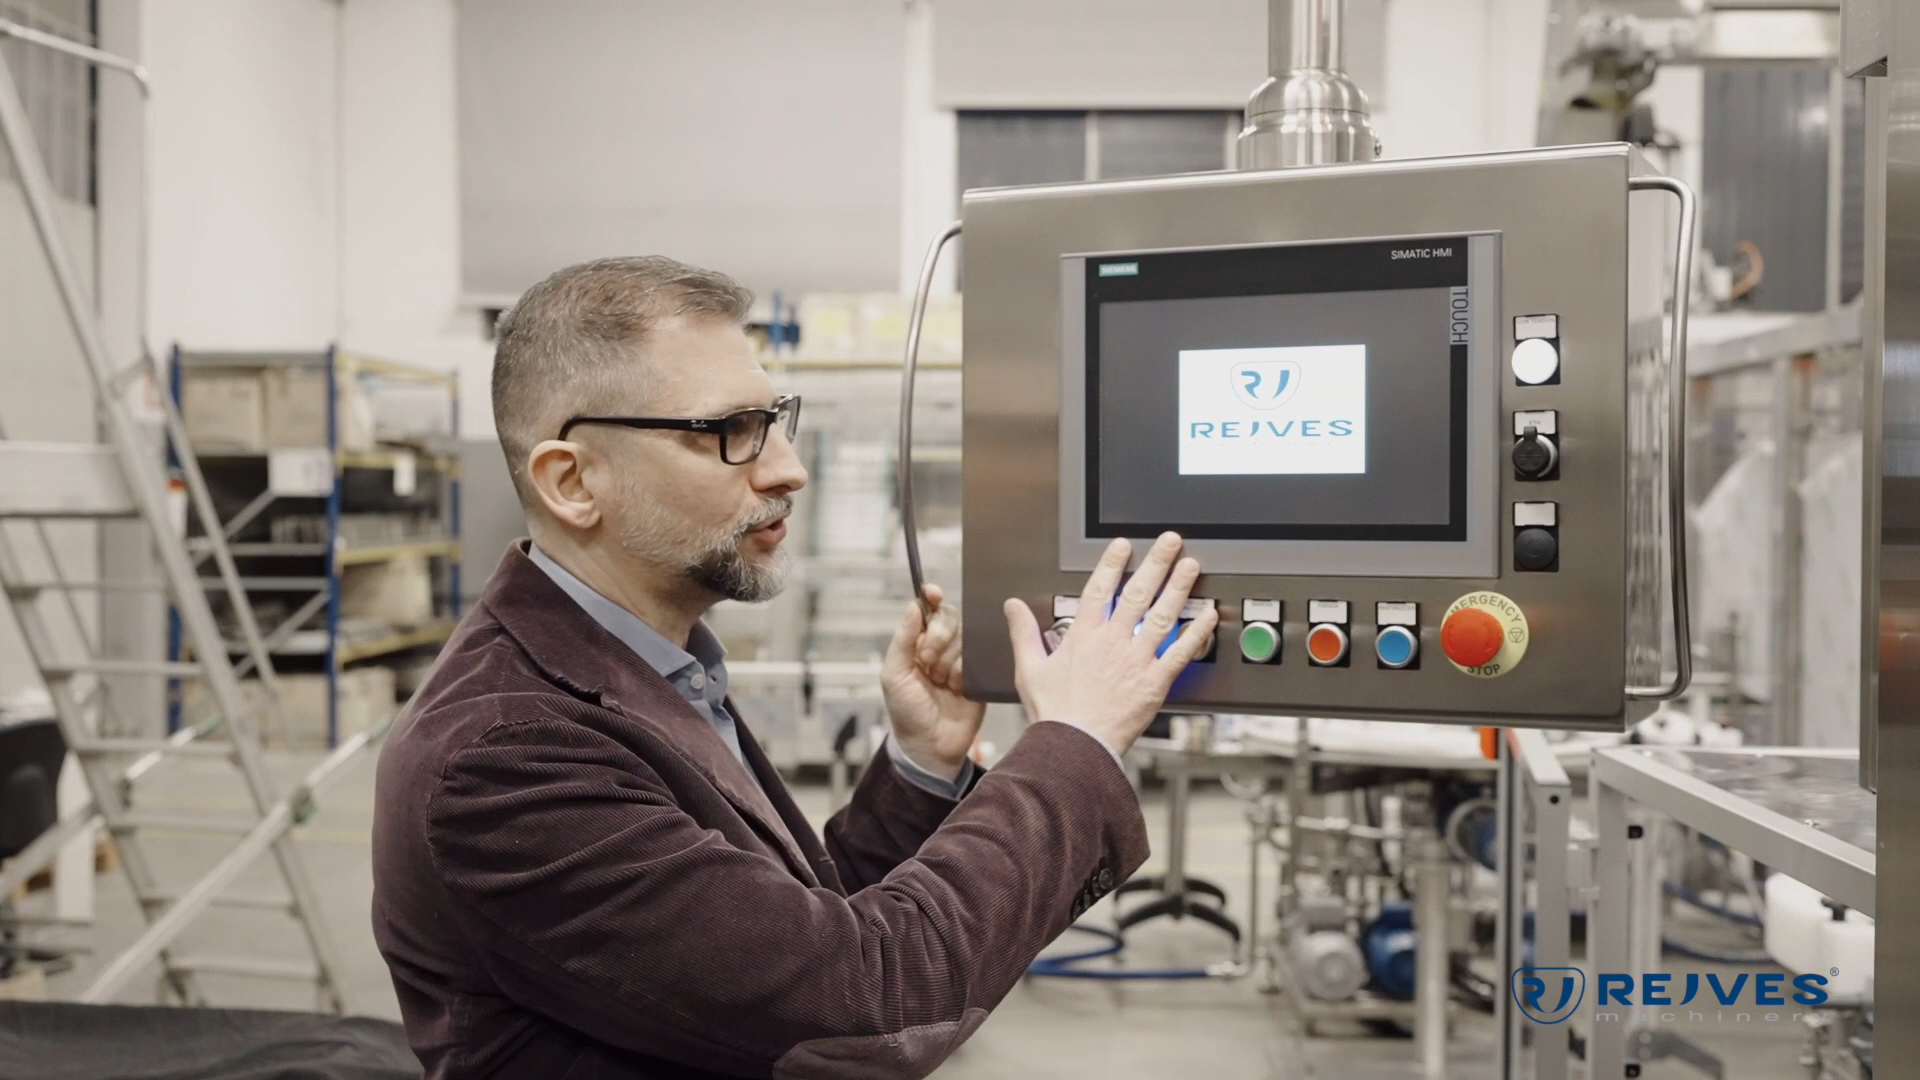 SIEMENS
SIMATIC HMI
TOUCH
RJ
REJVES
EMERGENCY
STOP
RJ REJVES®
machinery